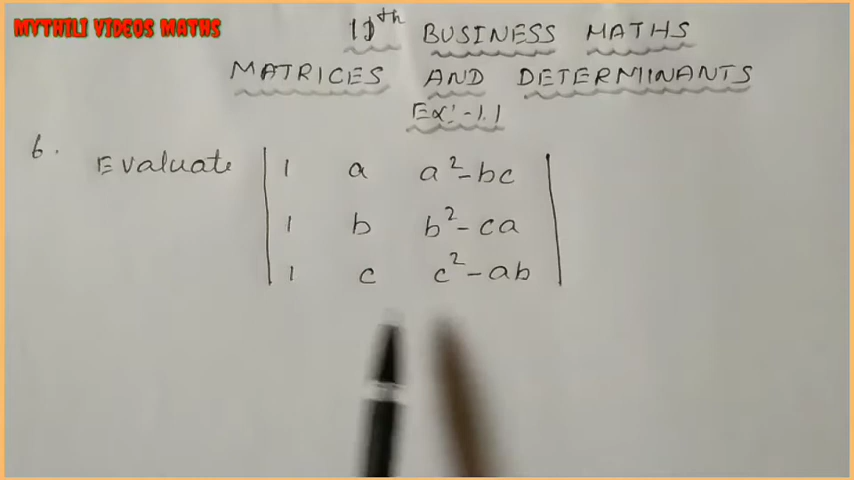 MYTHILI VIDEOS MATHS
11th BUSINESS MATHS
MATRICES AND DETERMINANTS
Ex:-1.1
6. Evaluate | 1 a a²-bc |
| 1 b b²-ca |
| 1 c c²-ab |